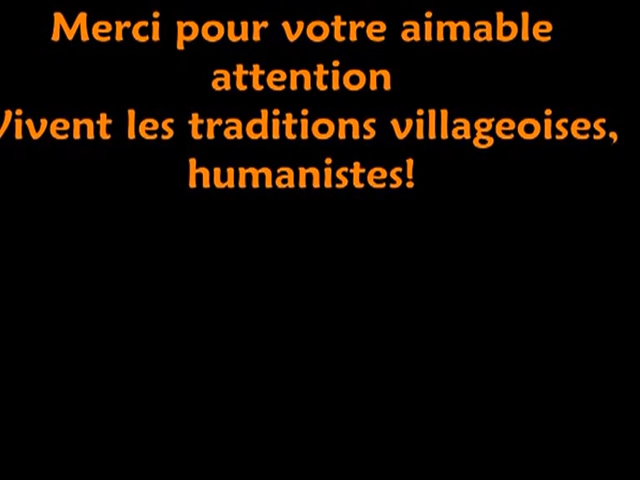 Merci pour votre aimable
attention
Vivent les traditions villageoises,
humanistes!